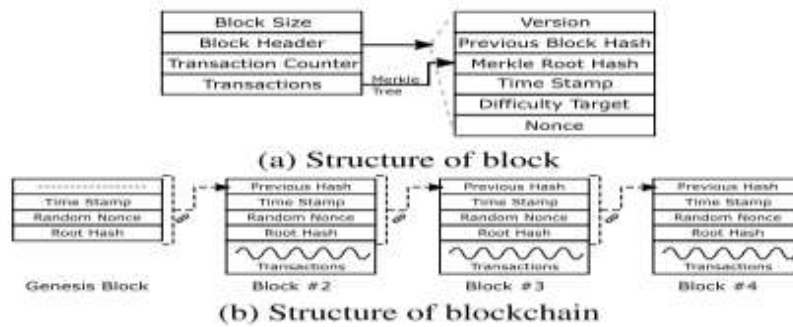 Block Size
Block Header
Transaction Counter
Transactions
Merkle
Tree
Version
Previous Block Hash
Merkle Root Hash
Time Stamp
Difficulty Target
Nonce
(a) Structure of block
Time Stamp
Random Nonce
Root Hash
Genesis Block
Previous Hash
Time Stamp
Random Nonce
Root Hash
Transactions
Block #2
Previous Hash
Time Stamp
Random Nonce
Root Hash
Transactions
Block #3
Previous Hash
Time Stamp
Random Nonce
Root Hash
Transactions
Block #4
(b) Structure of blockchain